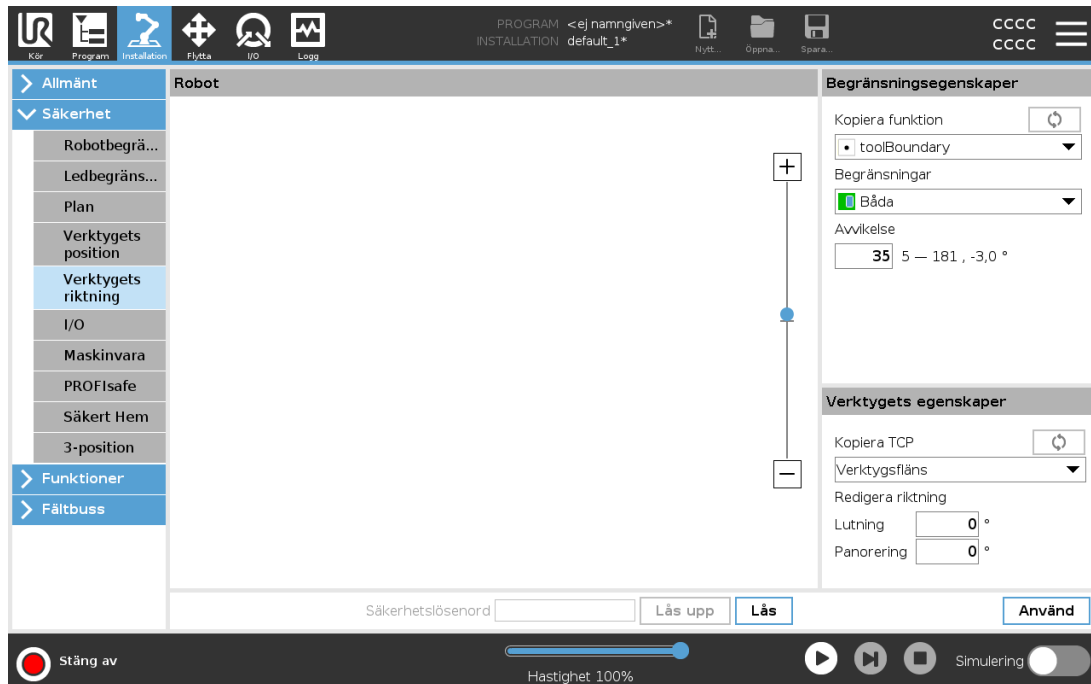 PROGRAM <ej namngiven>*
INSTALLATION default_1*
Kör
Program
Installation
Flytta
I/O
Logg
Nytt...
Öppna...
Spara...
CCCC
CCCC
Allmänt
Säkerhet
Robotbegrä...
Ledbegräns...
Plan
Verktygets
position
Verktygets
riktning
I/O
Maskinvara
PROFIsafe
Säkert Hem
3-position
Funktioner
Fältbuss
Robot
Begränsningsegenskaper
Kopiera funktion
toolBoundary
Begränsningar
Båda
Avvikelse
35 5 — 181 , -3,0 °
Verktygets egenskaper
Kopiera TCP
Verktygsfläns
Redigera riktning
Lutning 0 °
Panorering 0 °
Säkerhetslösenord Lås upp Lås Använd
Stäng av
Hastighet 100%
Simulering